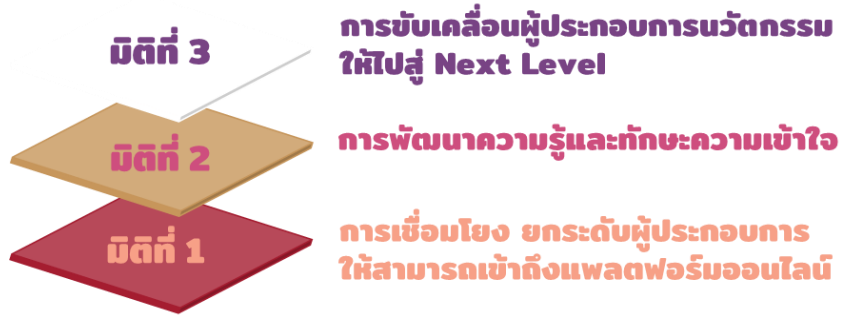 มิติที่ 3
การขับเคลื่อนผู้ประกอบการนวัตกรรม
ให้ไปสู่ Next Level
มิติที่ 2
การพัฒนาความรู้และทักษะความเข้าใจ
มิติที่ 1
การเชื่อมโยง ยกระดับผู้ประกอบการ
ให้สามารถเข้าถึงแพลตฟอร์มออนไลน์